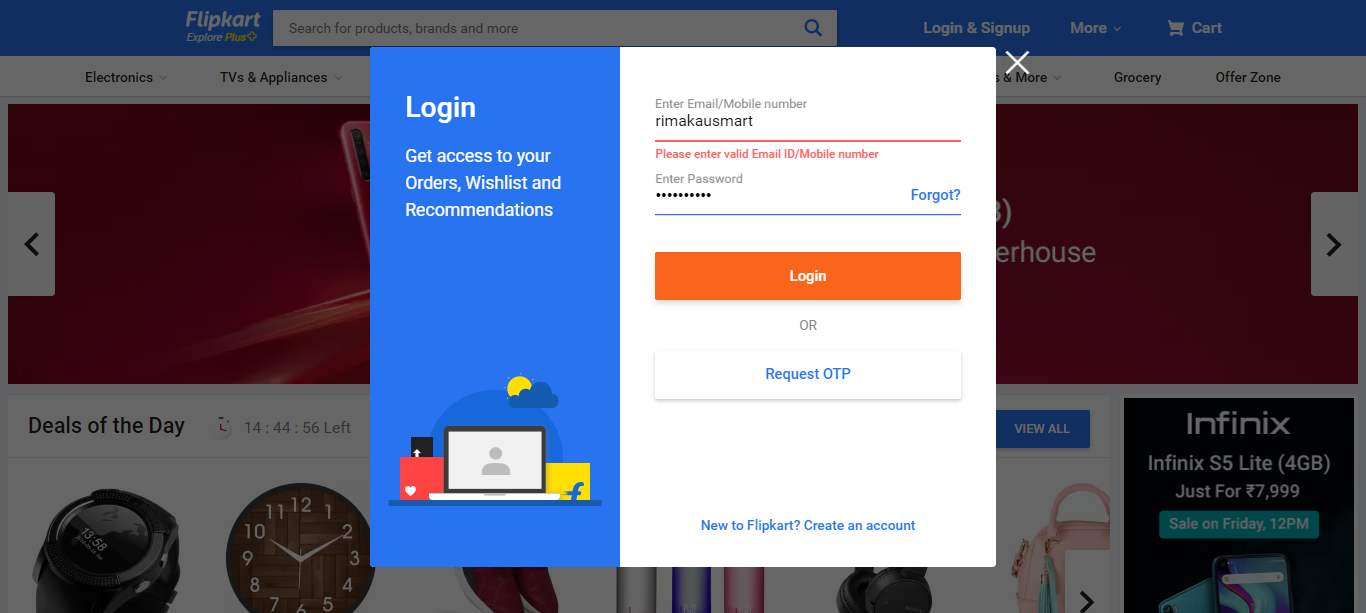 Flipkart
Explore Plus
Search for products, brands and more
Login & Signup
More
Cart
Electronics
TVs & Appliances
& More
Grocery
Offer Zone
Login
Get access to your
Orders, Wishlist and
Recommendations
Enter Email/Mobile number
rimakausmart
Please enter valid Email ID/Mobile number
Enter Password
••••••••••
Forgot?
Login
OR
Request OTP
New to Flipkart? Create an account
erhouse
Deals of the Day
14 : 44 : 56 Left
VIEW ALL
Infinix
Infinix S5 Lite (4GB)
Just For ₹7,999
Sale on Friday, 12PM
13:58
12
11
1
10
2
9
3
8
4
7
6
5